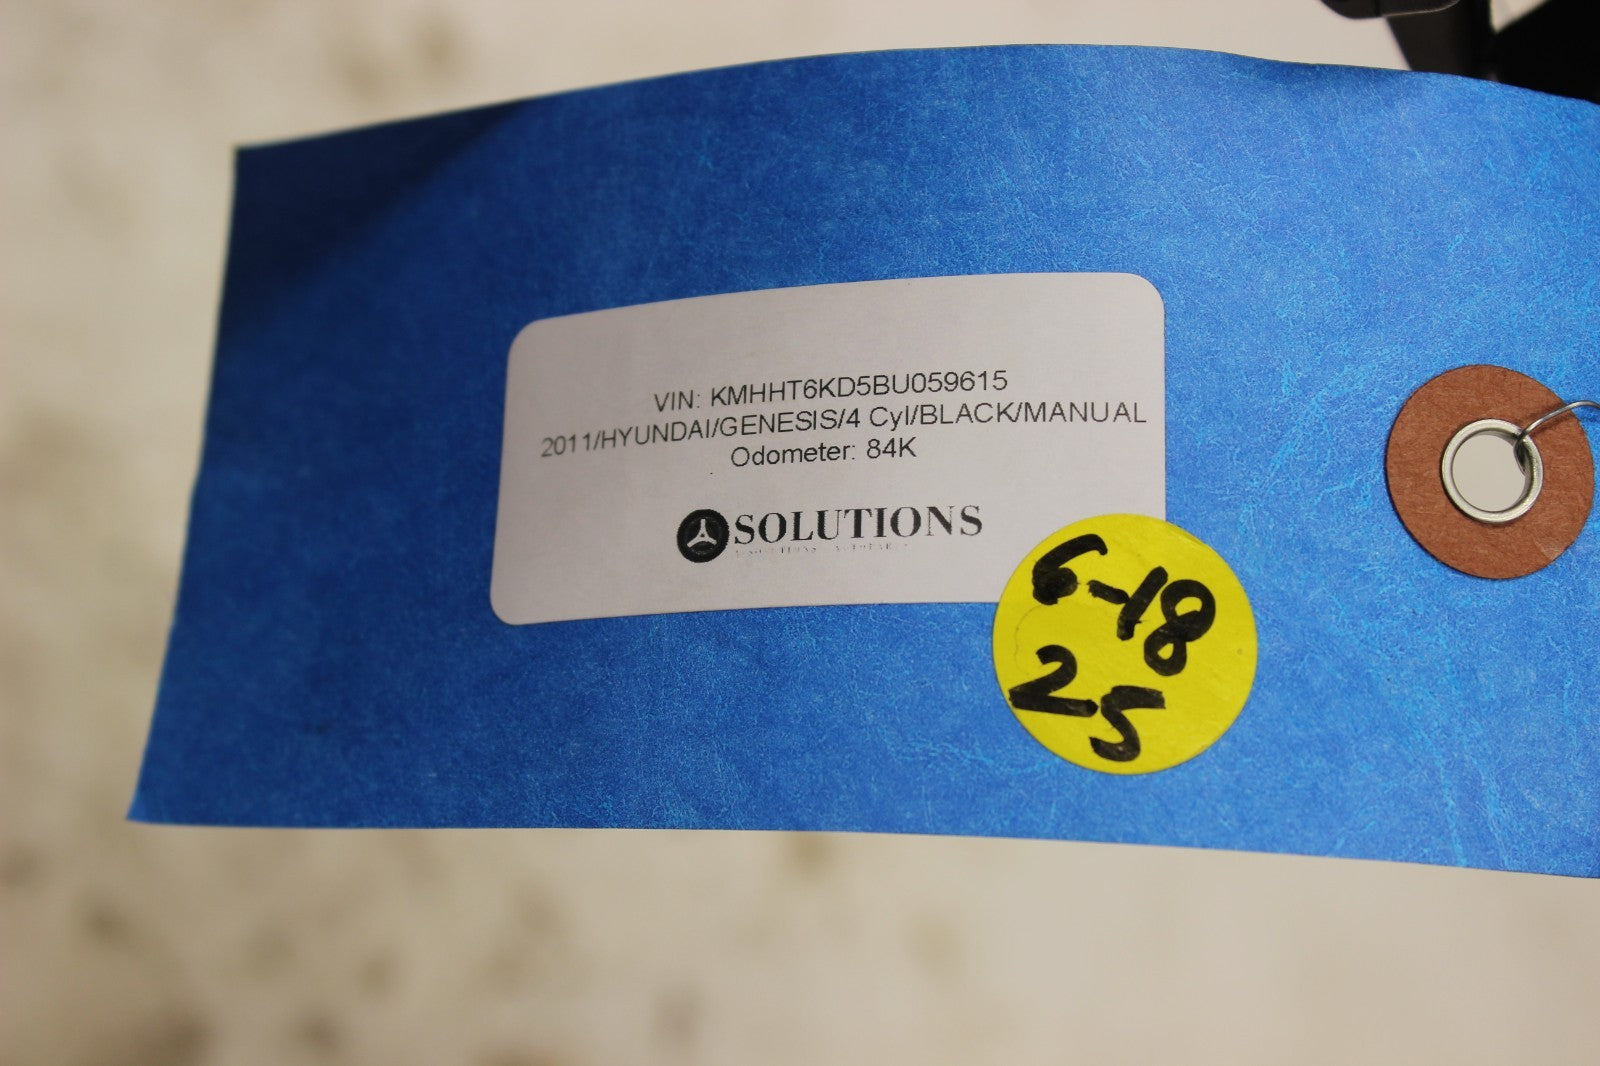 VIN: KMHHT6KD5BU059615
2011/HYUNDAI/GENESIS/4 Cyl/BLACK/MANUAL
Odometer: 84K
SOLUTIONS
6-18
25